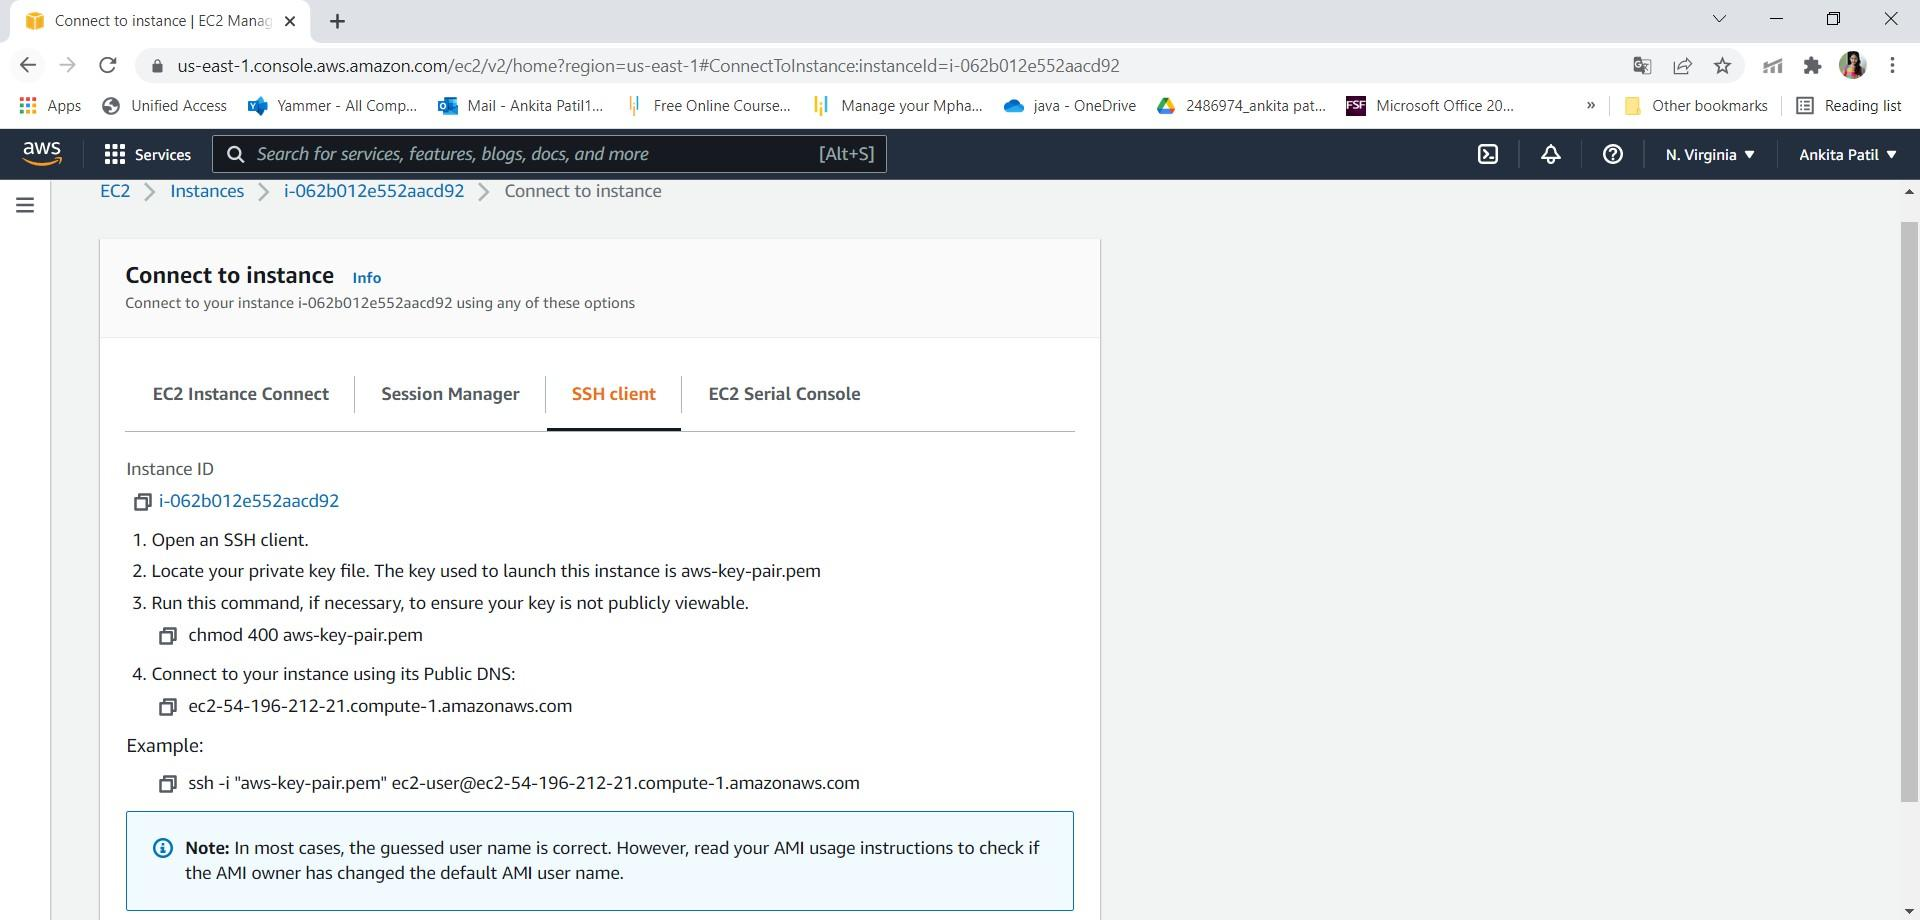 Connect to instance | EC2 Manag
us-east-1.console.aws.amazon.com/ec2/v2/home?region=us-east-1#ConnectToInstance:instanceId=i-062b012e552aacd92
Apps Unified Access Yammer - All Comp... Mail - Ankita Patil1... Free Online Course... Manage your Mpha... java - OneDrive 2486974_ankita pat... FSF Microsoft Office 20... » Other bookmarks Reading list
aws Services Search for services, features, blogs, docs, and more [Alt+S] N. Virginia Ankita Patil
EC2 Instances i-062b012e552aacd92 Connect to instance
Connect to instance Info
Connect to your instance i-062b012e552aacd92 using any of these options
EC2 Instance Connect Session Manager SSH client EC2 Serial Console
Instance ID
i-062b012e552aacd92
1. Open an SSH client.
2. Locate your private key file. The key used to launch this instance is aws-key-pair.pem
3. Run this command, if necessary, to ensure your key is not publicly viewable.
chmod 400 aws-key-pair.pem
4. Connect to your instance using its Public DNS:
ec2-54-196-212-21.compute-1.amazonaws.com
Example:
ssh -i "aws-key-pair.pem" ec2-user@ec2-54-196-212-21.compute-1.amazonaws.com
Note: In most cases, the guessed user name is correct. However, read your AMI usage instructions to check if
the AMI owner has changed the default AMI user name.